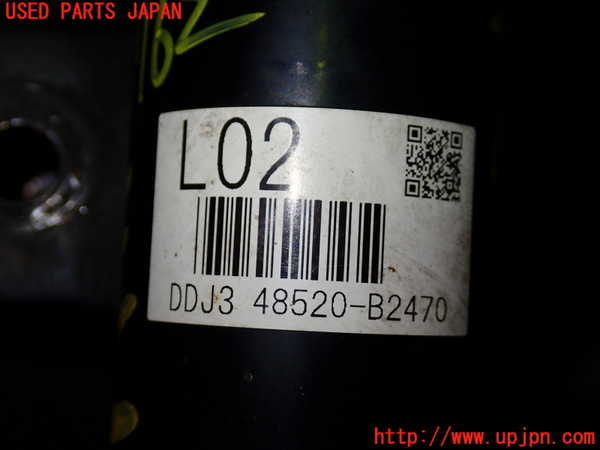 USED PARTS JAPAN
L02
DDJ3 48520-B2470
http://www.upjpn.com/